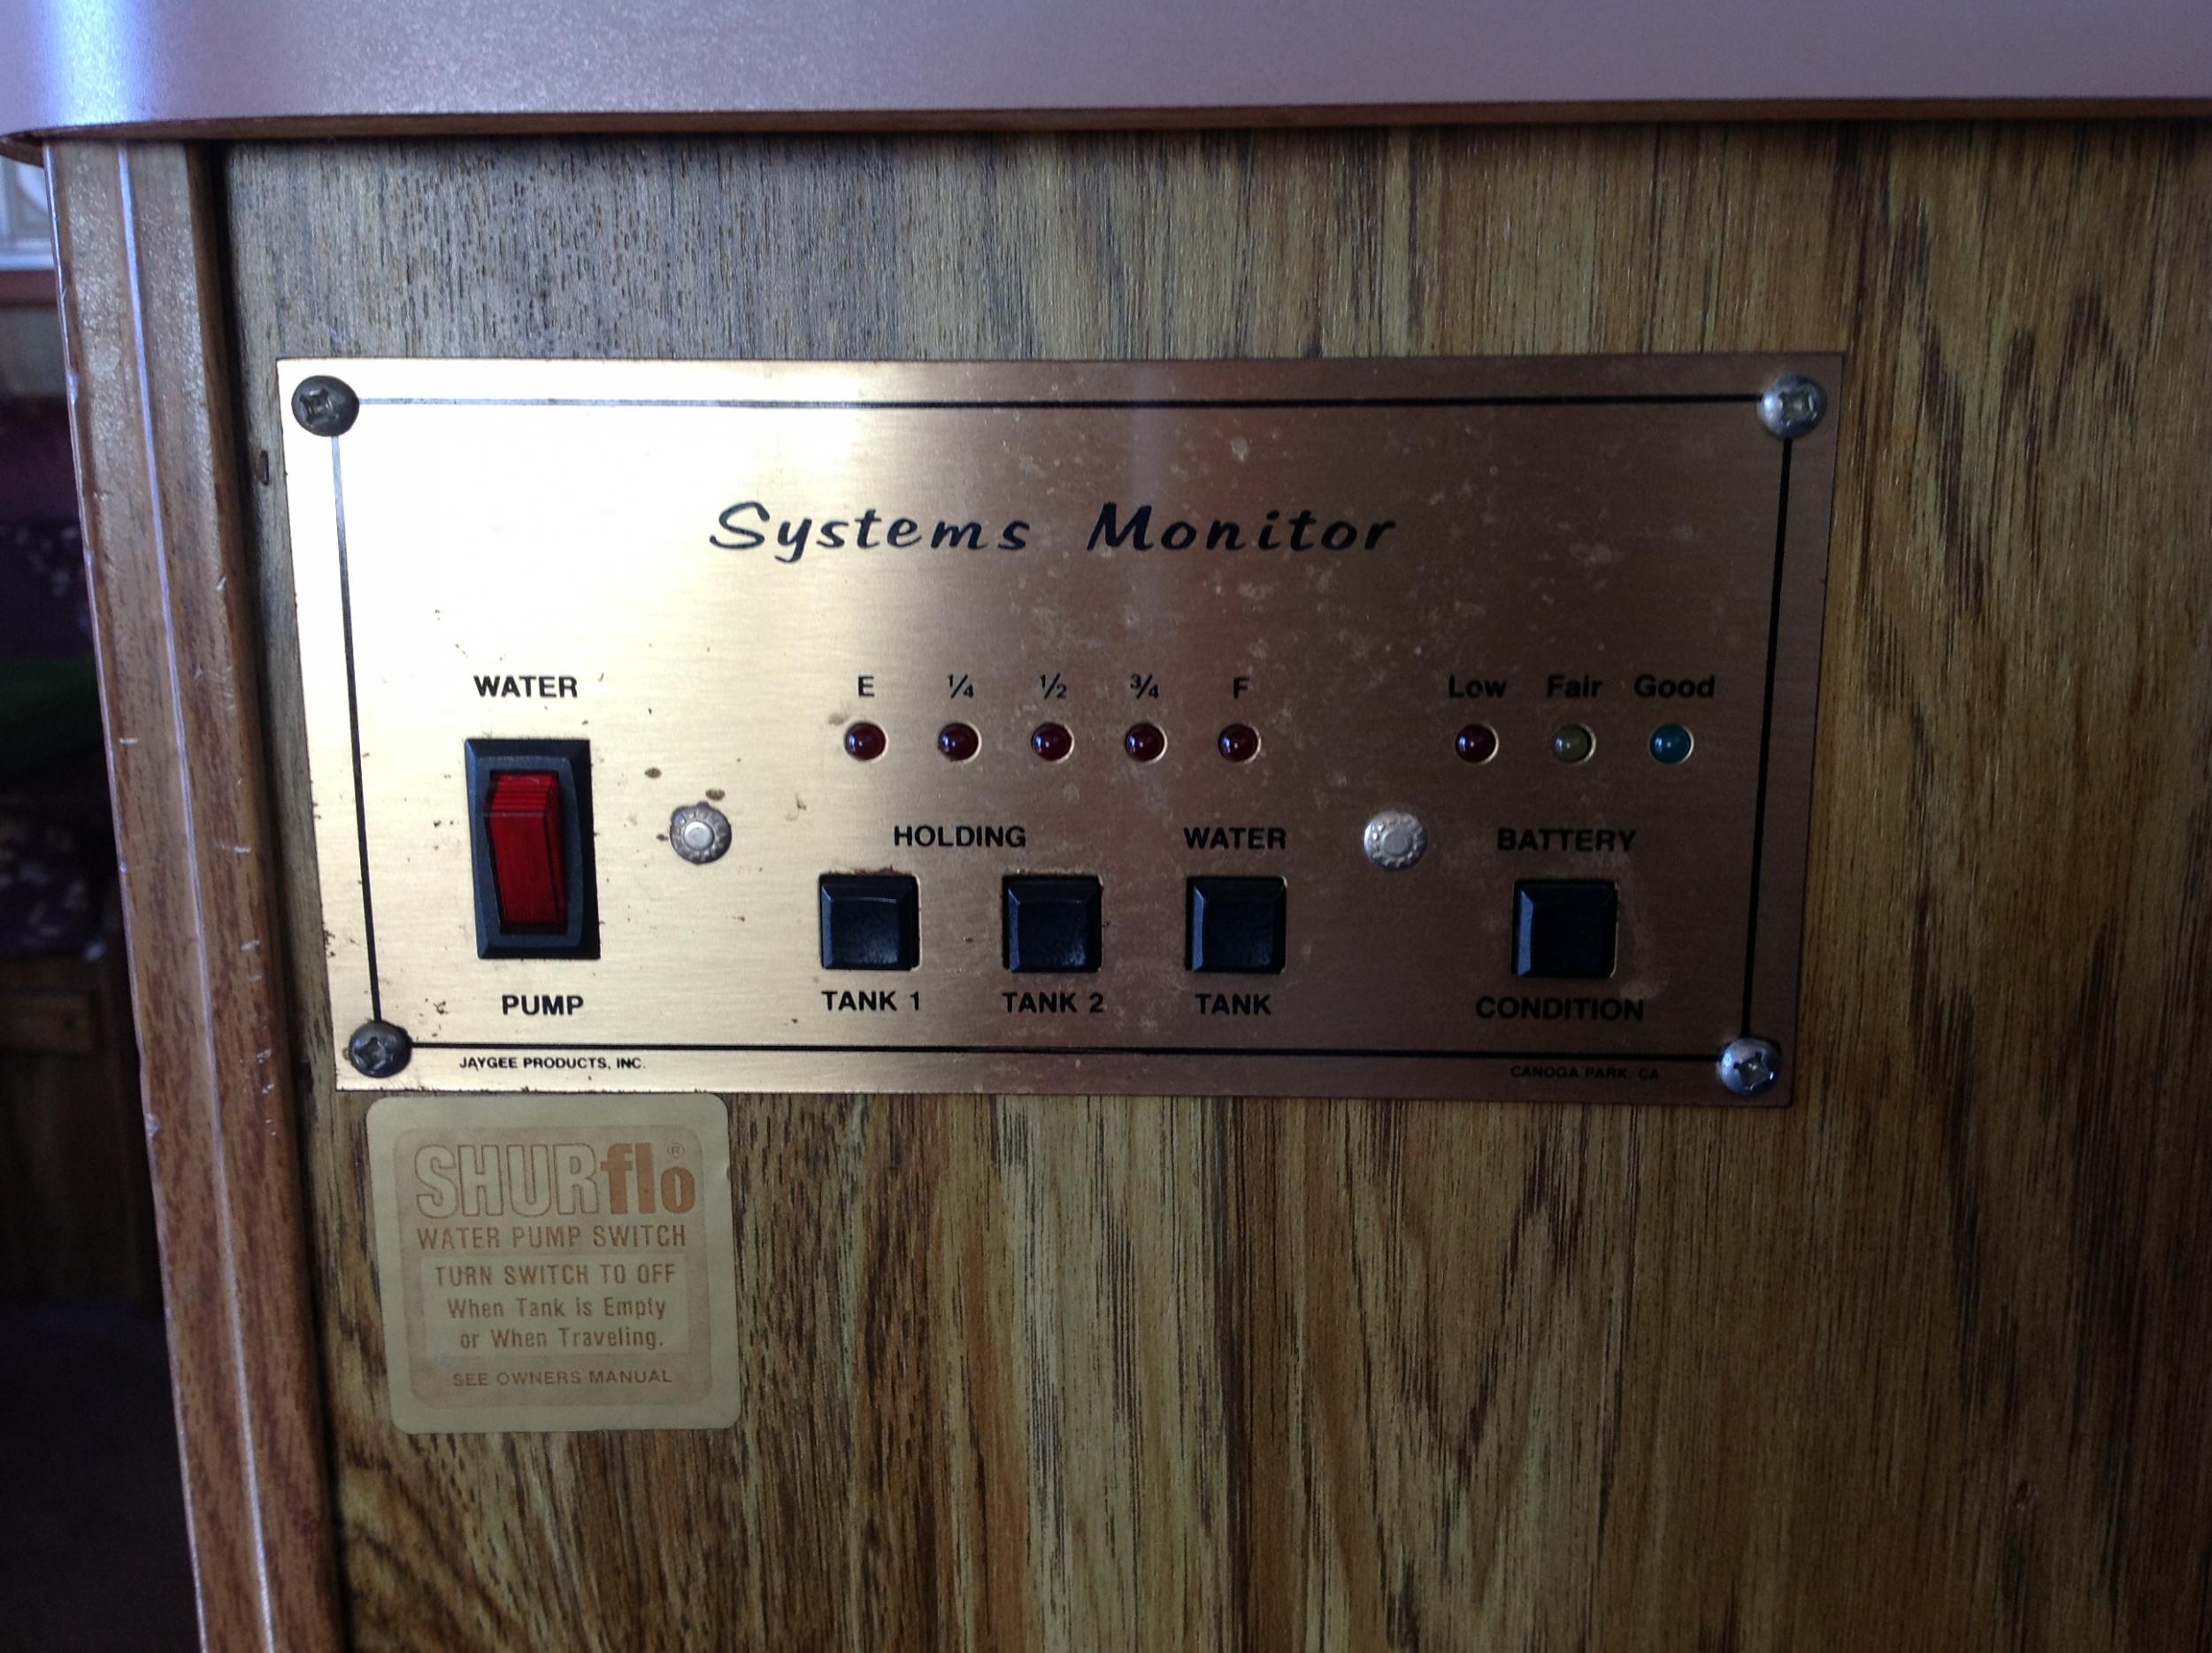 Systems Monitor
WATER
E ¼ ½ ¾ F
Low Fair Good
HOLDING
WATER
BATTERY
PUMP
TANK 1
TANK 2
TANK
CONDITION
JAYGEE PRODUCTS, INC.
CANOGA PARK, CA
SHURflo®
WATER PUMP SWITCH
TURN SWITCH TO OFF
When Tank is Empty
or When Traveling.
SEE OWNERS MANUAL